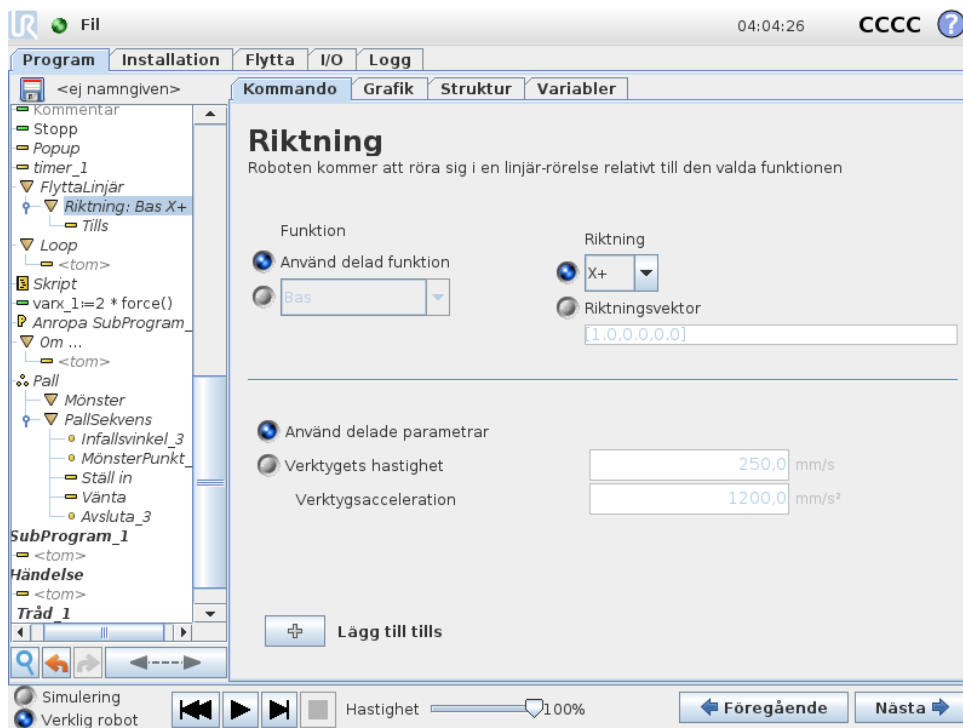 UR Fil 04:04:26 CCCC ?
Program Installation Flytta I/O Logg
<ej namngiven>
Kommando Grafik Struktur Variabler
Kommentar
Stopp
Popup
timer_1
FlyttaLinjär
Riktning: Bas X+
Tills
Loop
<tom>
Skript
varx_1:=2 * force()
Anropa SubProgram_
Om ...
<tom>
Pall
Mönster
PallSekvens
Infallsvinkel_3
MönsterPunkt_
Ställ in
Vänta
Avsluta_3
SubProgram_1
<tom>
Händelse
<tom>
Tråd_1
Riktning
Roboten kommer att röra sig i en linjär-rörelse relativt till den valda funktionen
Funktion
Använd delad funktion
Bas
Riktning
X+
Riktningsvektor
[1.0,0.0,0.0]
Använd delade parametrar
Verktygets hastighet 250,0 mm/s
Verktygsacceleration 1200,0 mm/s²
Lägg till tills
Simulering
Verklig robot
Hastighet 100%
Föregående Nästa